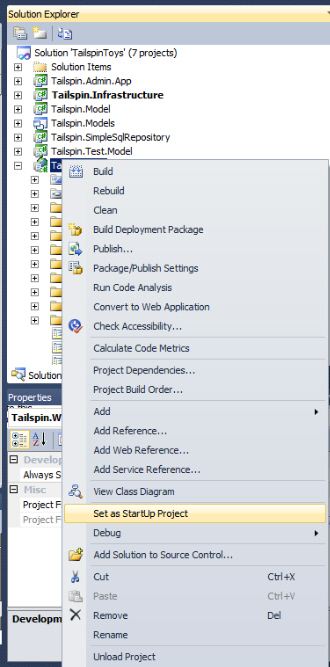 Solution Explorer
Solution 'TailspinToys' (7 projects)
Solution Items
Tailspin.Admin.App
Tailspin.Infrastructure
Tailspin.Model
Tailspin.Models
Tailspin.SimpleSqlRepository
Tailspin.Test.Model
Build
Rebuild
Clean
Build Deployment Package
Publish...
Package/Publish Settings
Run Code Analysis
Convert to Web Application
Check Accessibility...
Calculate Code Metrics
Project Dependencies...
Project Build Order...
Add
Add Reference...
Add Web Reference...
Add Service Reference...
View Class Diagram
Set as StartUp Project
Debug
Add Solution to Source Control...
Cut Ctrl+X
Paste Ctrl+V
Remove Del
Rename
Unload Project
Solution
Properties
Tailspin.W
Develop
Always S
Misc
Project F
Project F
Developm